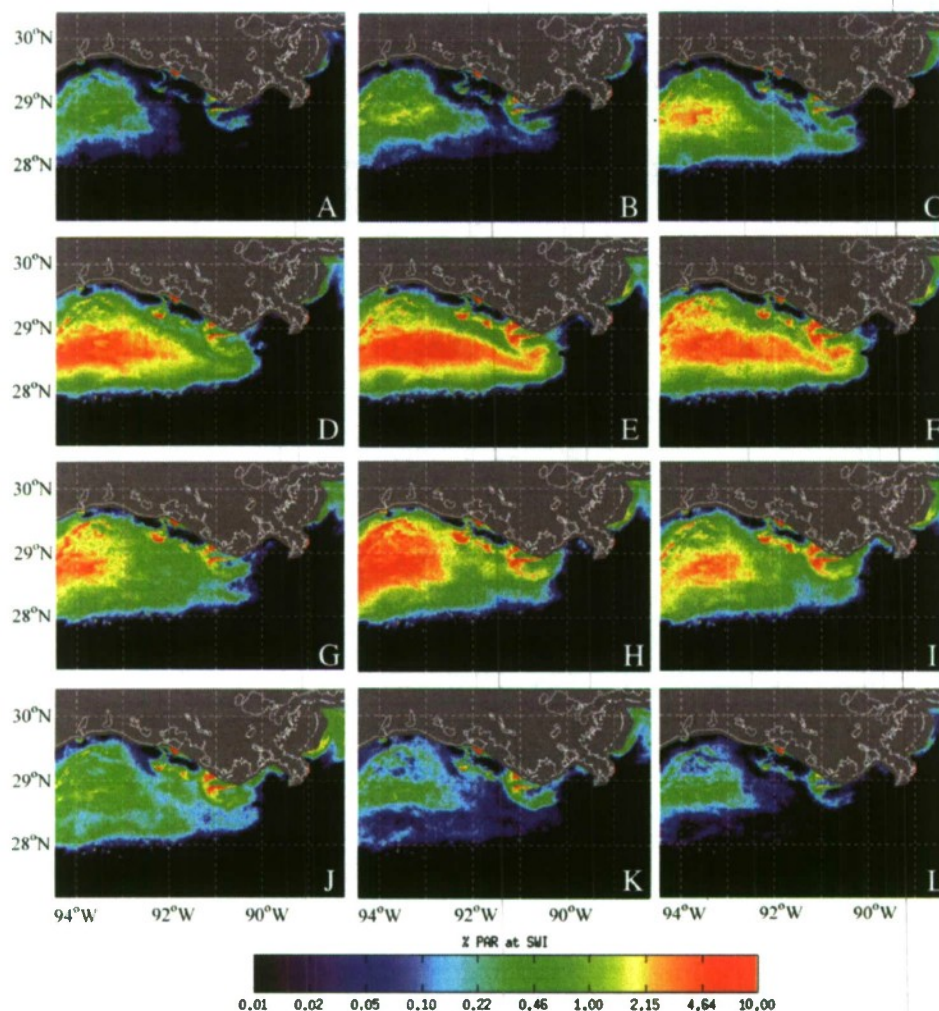 30°N
29°N
28°N
A
B
C
30°N
29°N
28°N
D
E
F
30°N
29°N
28°N
G
H
I
30°N
29°N
28°N
J
K
L
94°W 92°W 90°W 94°W 92°W 90°W 94°W 92°W 90°W
% PAR at SWI
0.01 0.02 0.05 0.10 0.22 0.46 1.00 2.15 4.64 10.00